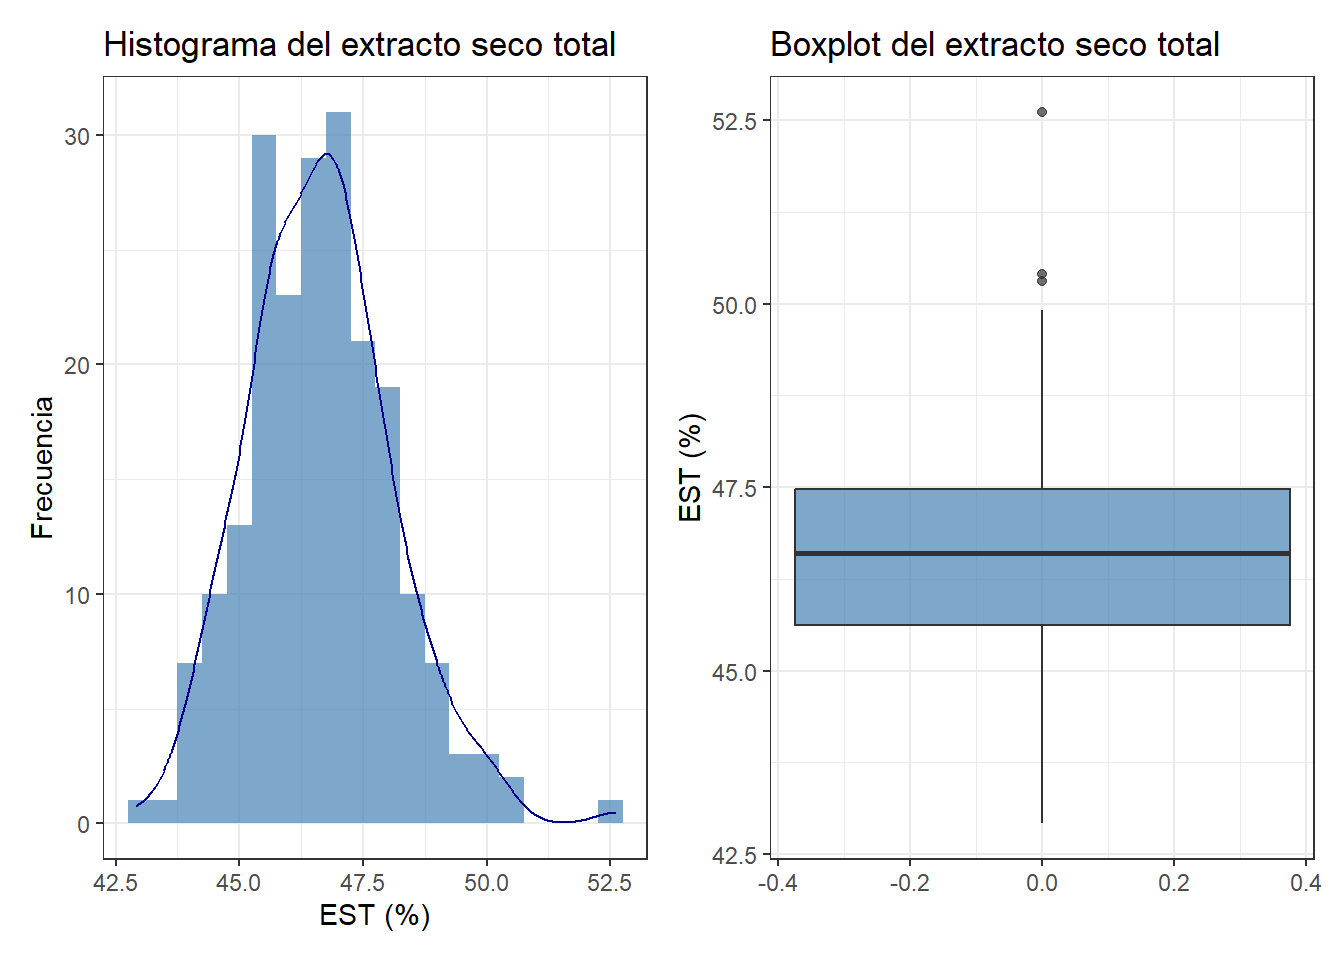 Histograma del extracto seco total
30
20
10
0
Frecuencia
42.5 45.0 47.5 50.0 52.5
EST (%)
Boxplot del extracto seco total
52.5
50.0
47.5
45.0
42.5
EST (%)
-0.4 -0.2 0.0 0.2 0.4